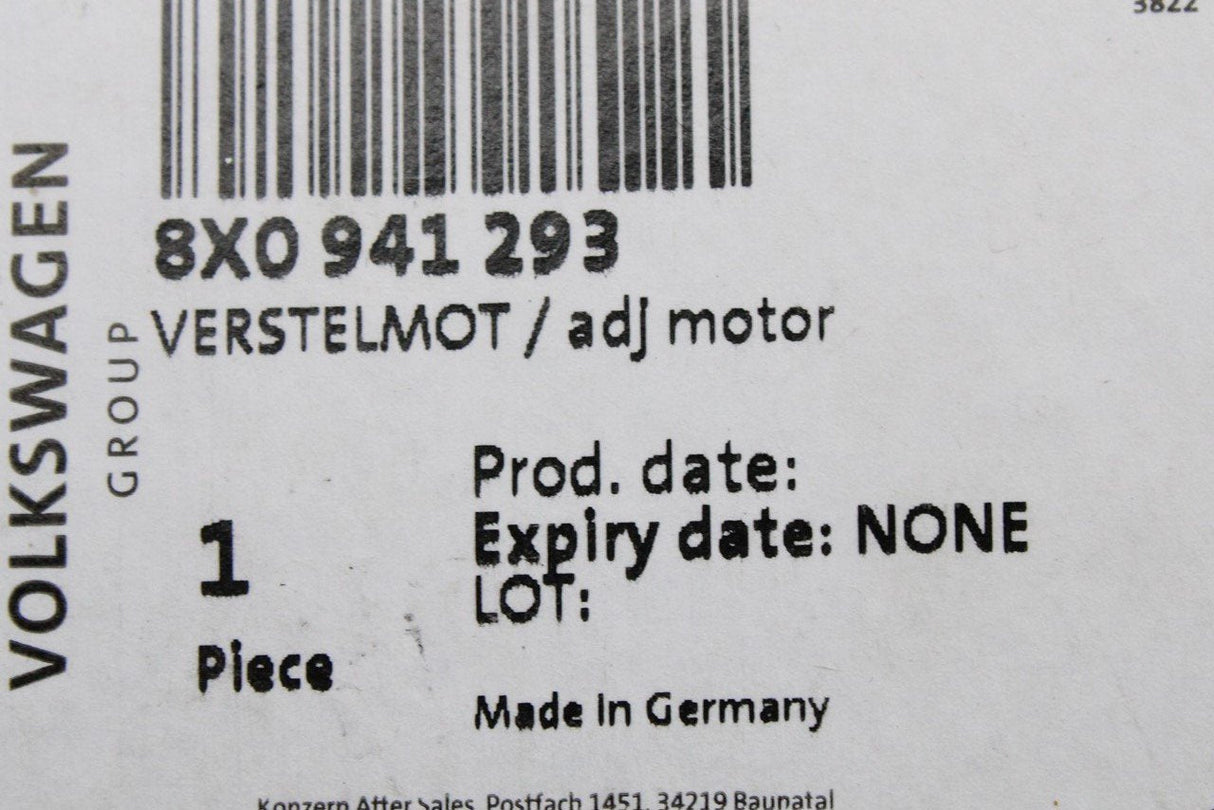 3822
8X0 941 293
VERSTELMOT / adj motor
VOLKSWAGEN
GROUP
Prod. date:
Expiry date: NONE
LOT:
1
Piece
Made In Germany
Konzern After Sales, Postfach 1451, 34219 Baunatal